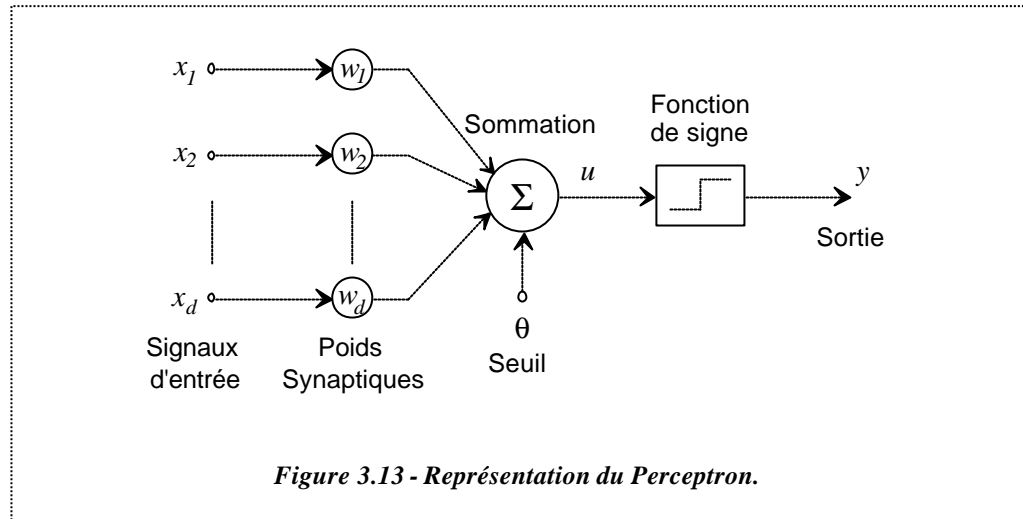 x1
w1
Fonction
de signe
Sommation
x2
w2
u
y
Σ
Sortie
xd
wd
θ
Seuil
Signaux
d'entrée
Poids
Synaptiques
Figure 3.13 - Représentation du Perceptron.